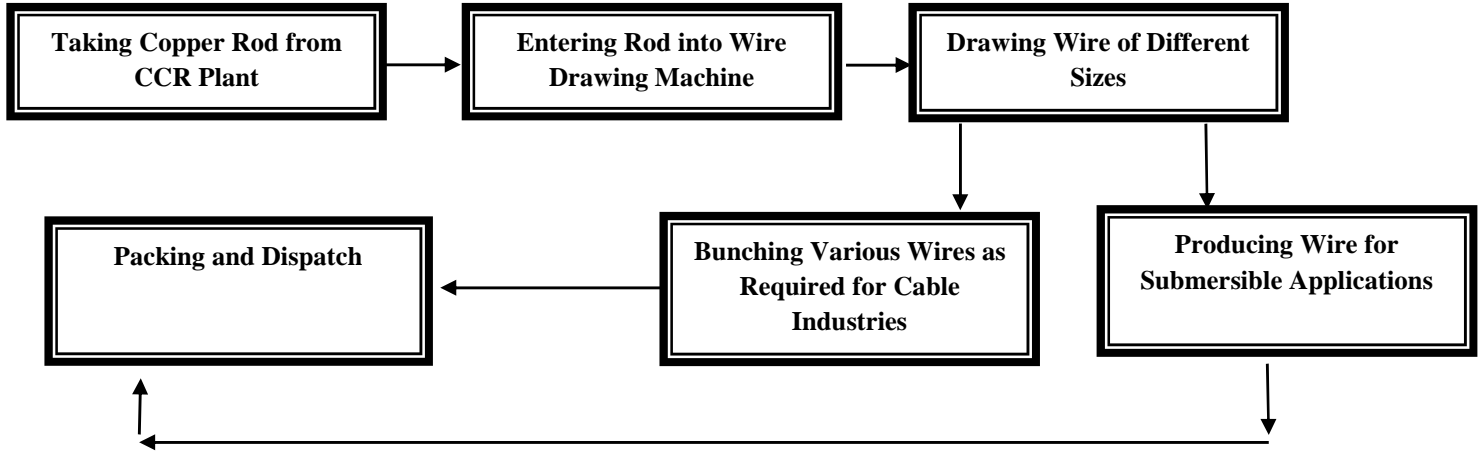 Taking Copper Rod from
CCR Plant
Entering Rod into Wire
Drawing Machine
Drawing Wire of Different
Sizes
Packing and Dispatch
Bunching Various Wires as
Required for Cable
Industries
Producing Wire for
Submersible Applications